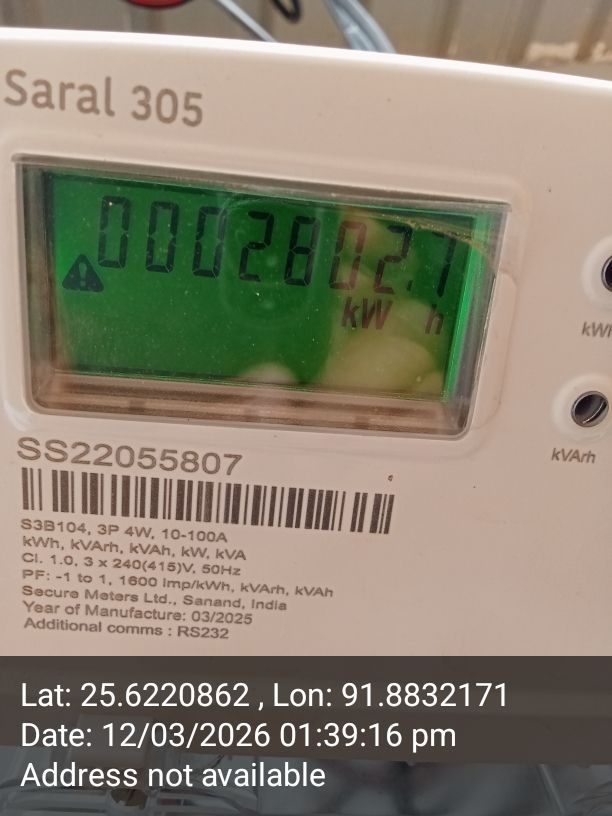 Saral 305
0002802.7
kW h
kWh
kVArh
SS22055807
S3B104, 3P 4W, 10-100A
kWh, kVArh, kVAh, kW, kVA
Cl. 1.0, 3 x 240(415)V, 50Hz
PF: -1 to 1, 1600 imp/kWh, kVArh, kVAh
Secure Meters Ltd., Sanand, India
Year of Manufacture: 03/2025
Additional comms : RS232
Lat: 25.6220862 , Lon: 91.8832171
Date: 12/03/2026 01:39:16 pm
Address not available